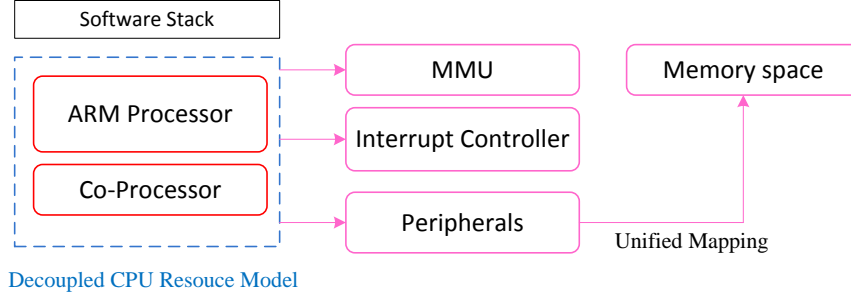 Software Stack
MMU
Memory space
ARM Processor
Interrupt Controller
Co-Processor
Peripherals
Unified Mapping
Decoupled CPU Resouce Model